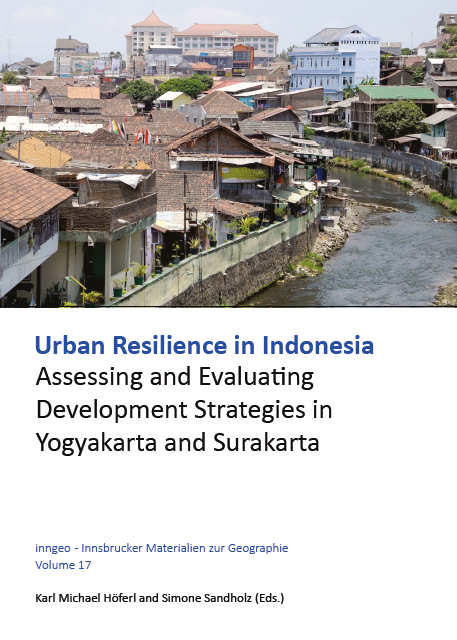 Urban Resilience in Indonesia
Assessing and Evaluating
Development Strategies in
Yogyakarta and Surakarta
inngeo - Innsbrucker Materialien zur Geographie
Volume 17
Karl Michael Höferl and Simone Sandholz (Eds.)